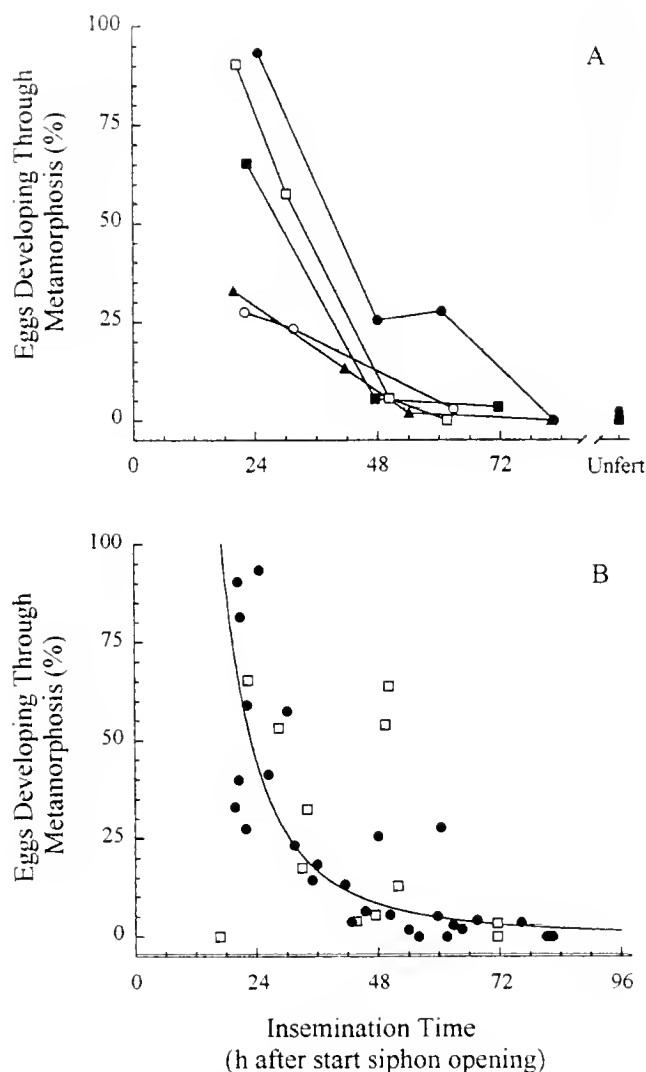 100
75
50
25
0
Eggs Developing Through
Metamorphosis (%)
A
0
24
48
72
Unfert
100
75
50
25
0
Eggs Developing Through
Metamorphosis (%)
B
0
24
48
72
96
Insemination Time
(h after start siphon opening)